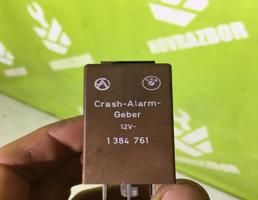 NOVRAZBOR
Crash-Alarm-
Geber
12V-
1 384 761